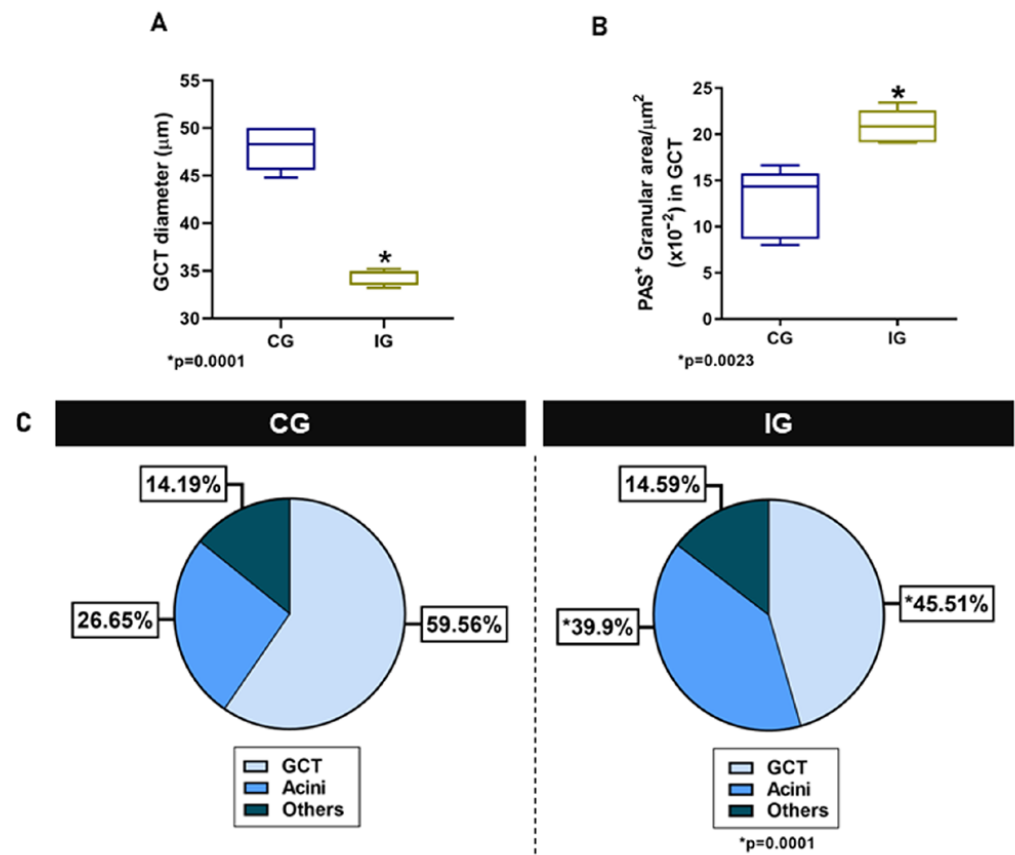 A
55
50
45
40
35
30
GCT diameter (µm)
*
CG
IG
*p=0.0001
B
25
20
15
10
5
0
PAS⁺ Granular area/µm²
(x10⁻²) in GCT
*
CG
IG
*p=0.0023
C
CG
14.19%
26.65%
59.56%
GCT
Acini
Others
IG
14.59%
*39.9%
*45.51%
GCT
Acini
Others
*p=0.0001